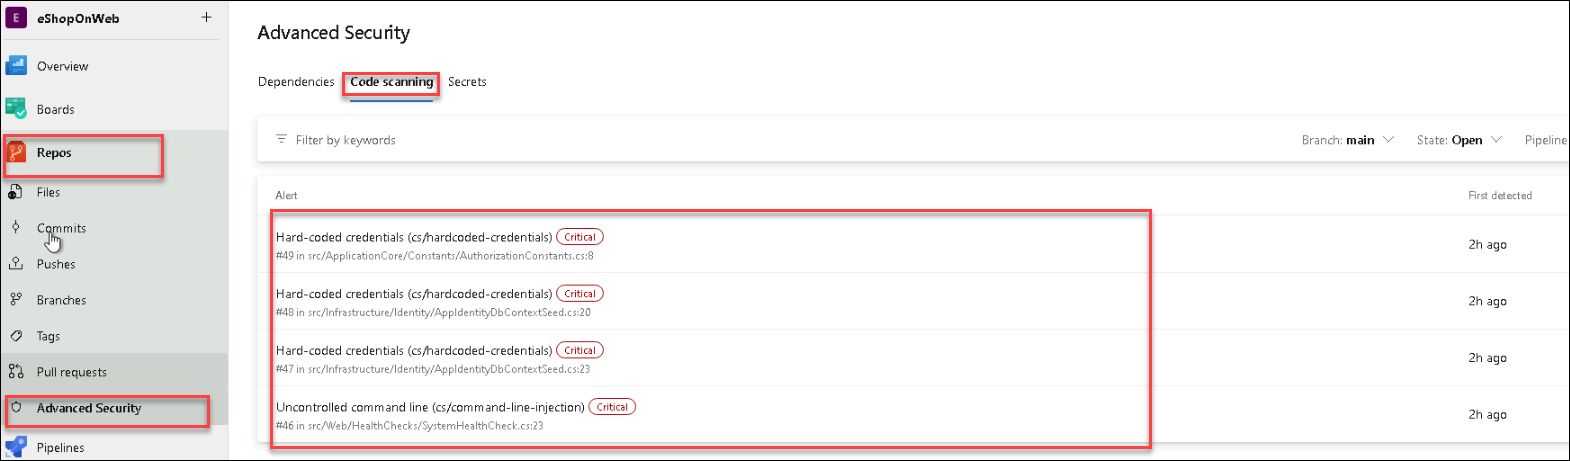 E eShopOnWeb +
Overview
Boards
Repos
Files
Commits
Pushes
Branches
Tags
Pull requests
Advanced Security
Pipelines
Advanced Security
Dependencies Code scanning Secrets
Filter by keywords Branch: main State: Open Pipeline
Alert First detected
Hard-coded credentials (cs/hardcoded-credentials) Critical
#49 in src/ApplicationCore/Constants/AuthorizationConstants.cs:8
2h ago
Hard-coded credentials (cs/hardcoded-credentials) Critical
#48 in src/Infrastructure/Identity/AppIdentityDbContextSeed.cs:20
2h ago
Hard-coded credentials (cs/hardcoded-credentials) Critical
#47 in src/Infrastructure/Identity/AppIdentityDbContextSeed.cs:23
2h ago
Uncontrolled command line (cs/command-line-injection) Critical
#46 in src/Web/HealthChecks/SystemHealthCheck.cs:23
2h ago